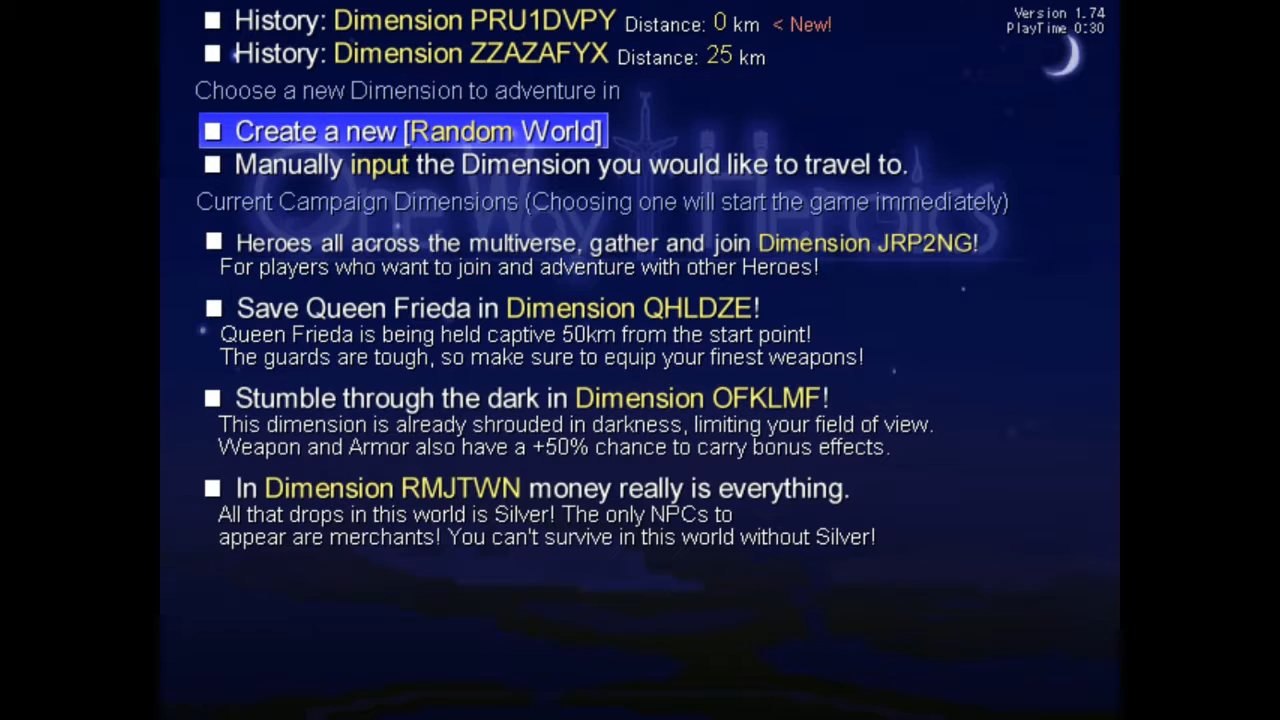 History: Dimension PRU1DVPY Distance: 0 km < New!
Version 1.74
PlayTime 0:30
History: Dimension ZZAZAFYX Distance: 25 km
Choose a new Dimension to adventure in
Create a new [Random World]
Manually input the Dimension you would like to travel to.
One Way Heroics
Current Campaign Dimensions (Choosing one will start the game immediately)
Heroes all across the multiverse, gather and join Dimension JRP2NG!
For players who want to join and adventure with other Heroes!
Save Queen Frieda in Dimension QHLDZE!
Queen Frieda is being held captive 50km from the start point!
The guards are tough, so make sure to equip your finest weapons!
Stumble through the dark in Dimension OFKLMF!
This dimension is already shrouded in darkness, limiting your field of view.
Weapon and Armor also have a +50% chance to carry bonus effects.
In Dimension RMJTWN money really is everything.
All that drops in this world is Silver! The only NPCs to
appear are merchants! You can't survive in this world without Silver!